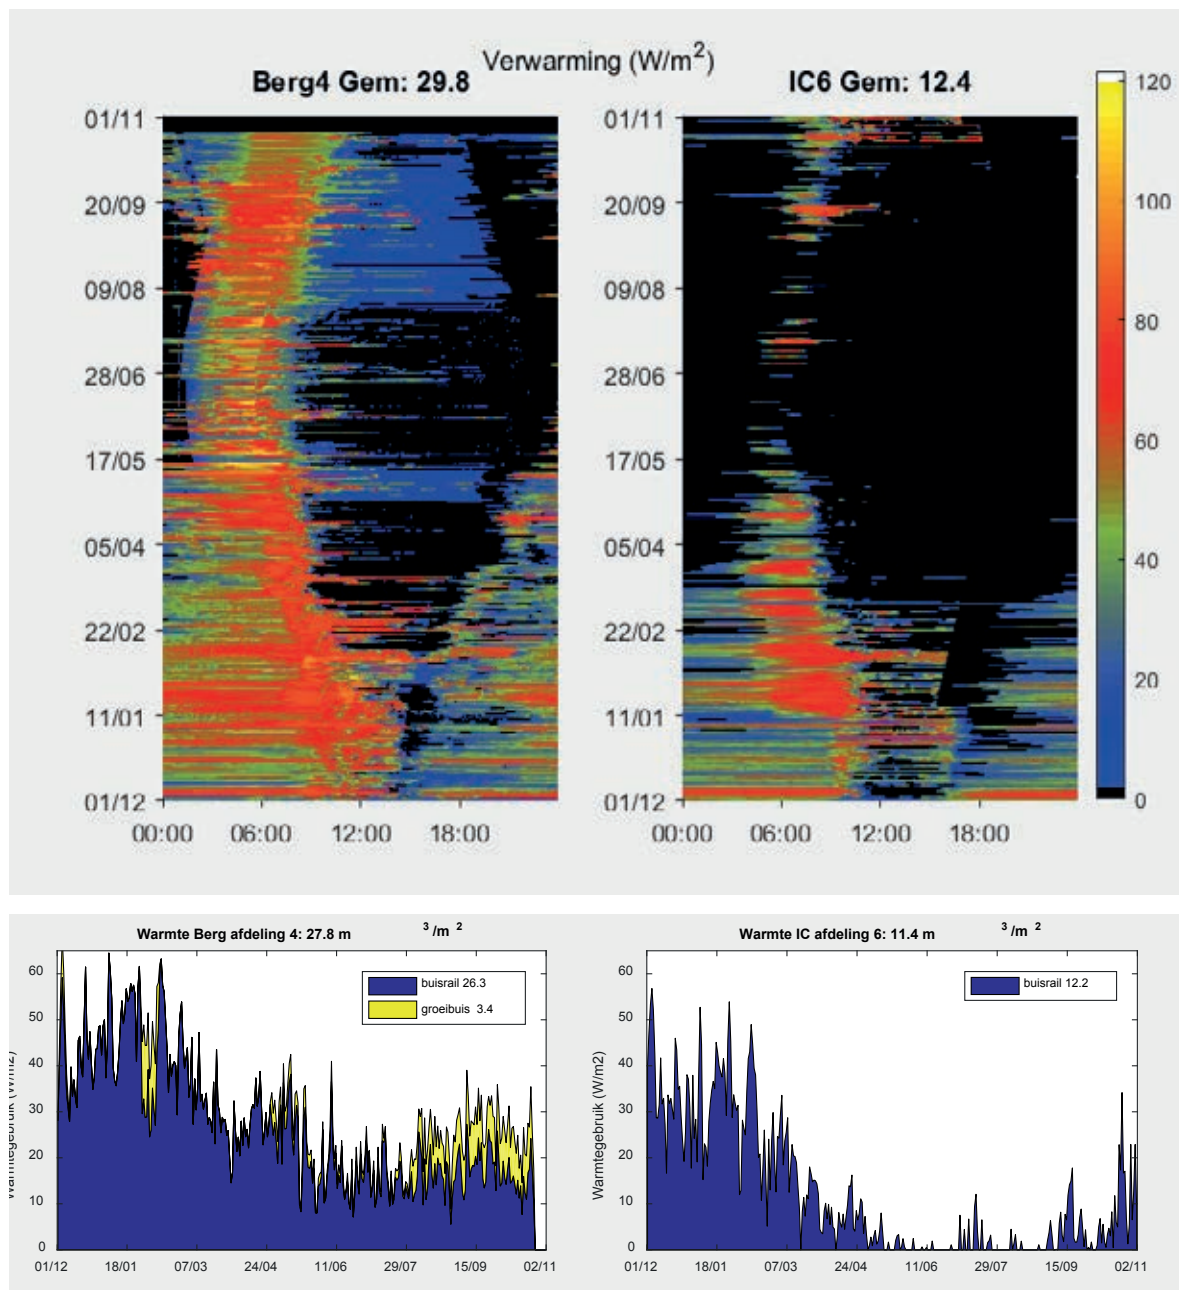 Verwarming (W/m2)
Berg4 Gem: 29.8
IC6 Gem: 12.4
01/11
20/09
09/08
28/06
17/05
05/04
22/02
11/01
01/12
00:00 06:00 12:00 18:00
01/11
20/09
09/08
28/06
17/05
05/04
22/02
11/01
01/12
00:00 06:00 12:00 18:00
120
100
80
60
40
20
0
Warmte Berg afdeling 4: 27.8 m 3 /m 2
buisrail 26.3
groeibuis 3.4
Warmtegebruik (W/m2)
60
50
40
30
20
10
0
01/12 18/01 07/03 24/04 11/06 29/07 15/09 02/11
Warmte IC afdeling 6: 11.4 m 3 /m 2
buisrail 12.2
Warmtegebruik (W/m2)
60
50
40
30
20
10
0
01/12 18/01 07/03 24/04 11/06 29/07 15/09 02/11